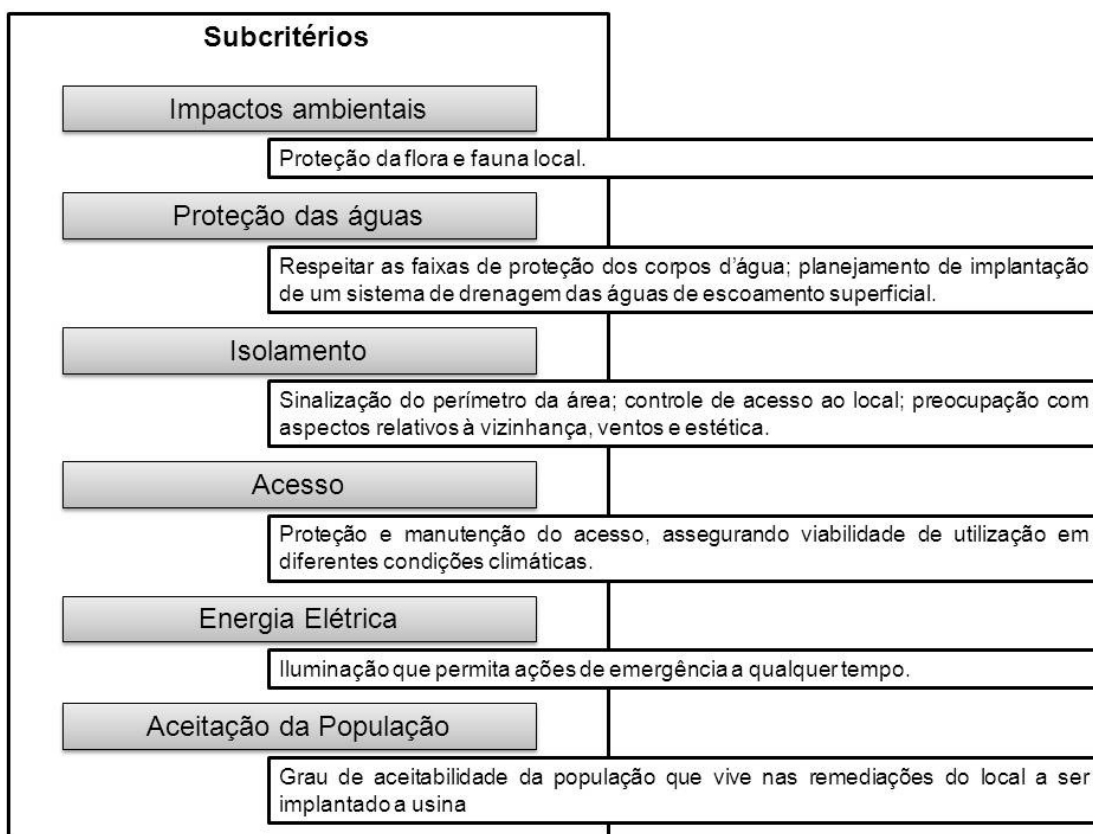 Subcritérios
Impactos ambientais
Proteção da flora e fauna local.
Proteção das águas
Respeitar as faixas de proteção dos corpos d'água; planejamento de implantação
de um sistema de drenagem das águas de escoamento superficial.
Isolamento
Sinalização do perímetro da área; controle de acesso ao local; preocupação com
aspectos relativos à vizinhança, ventos e estética.
Acesso
Proteção e manutenção do acesso, assegurando viabilidade de utilização em
diferentes condições climáticas.
Energia Elétrica
Iluminação que permita ações de emergência a qualquer tempo.
Aceitação da População
Grau de aceitabilidade da população que vive nas remediações do local a ser
implantado a usina